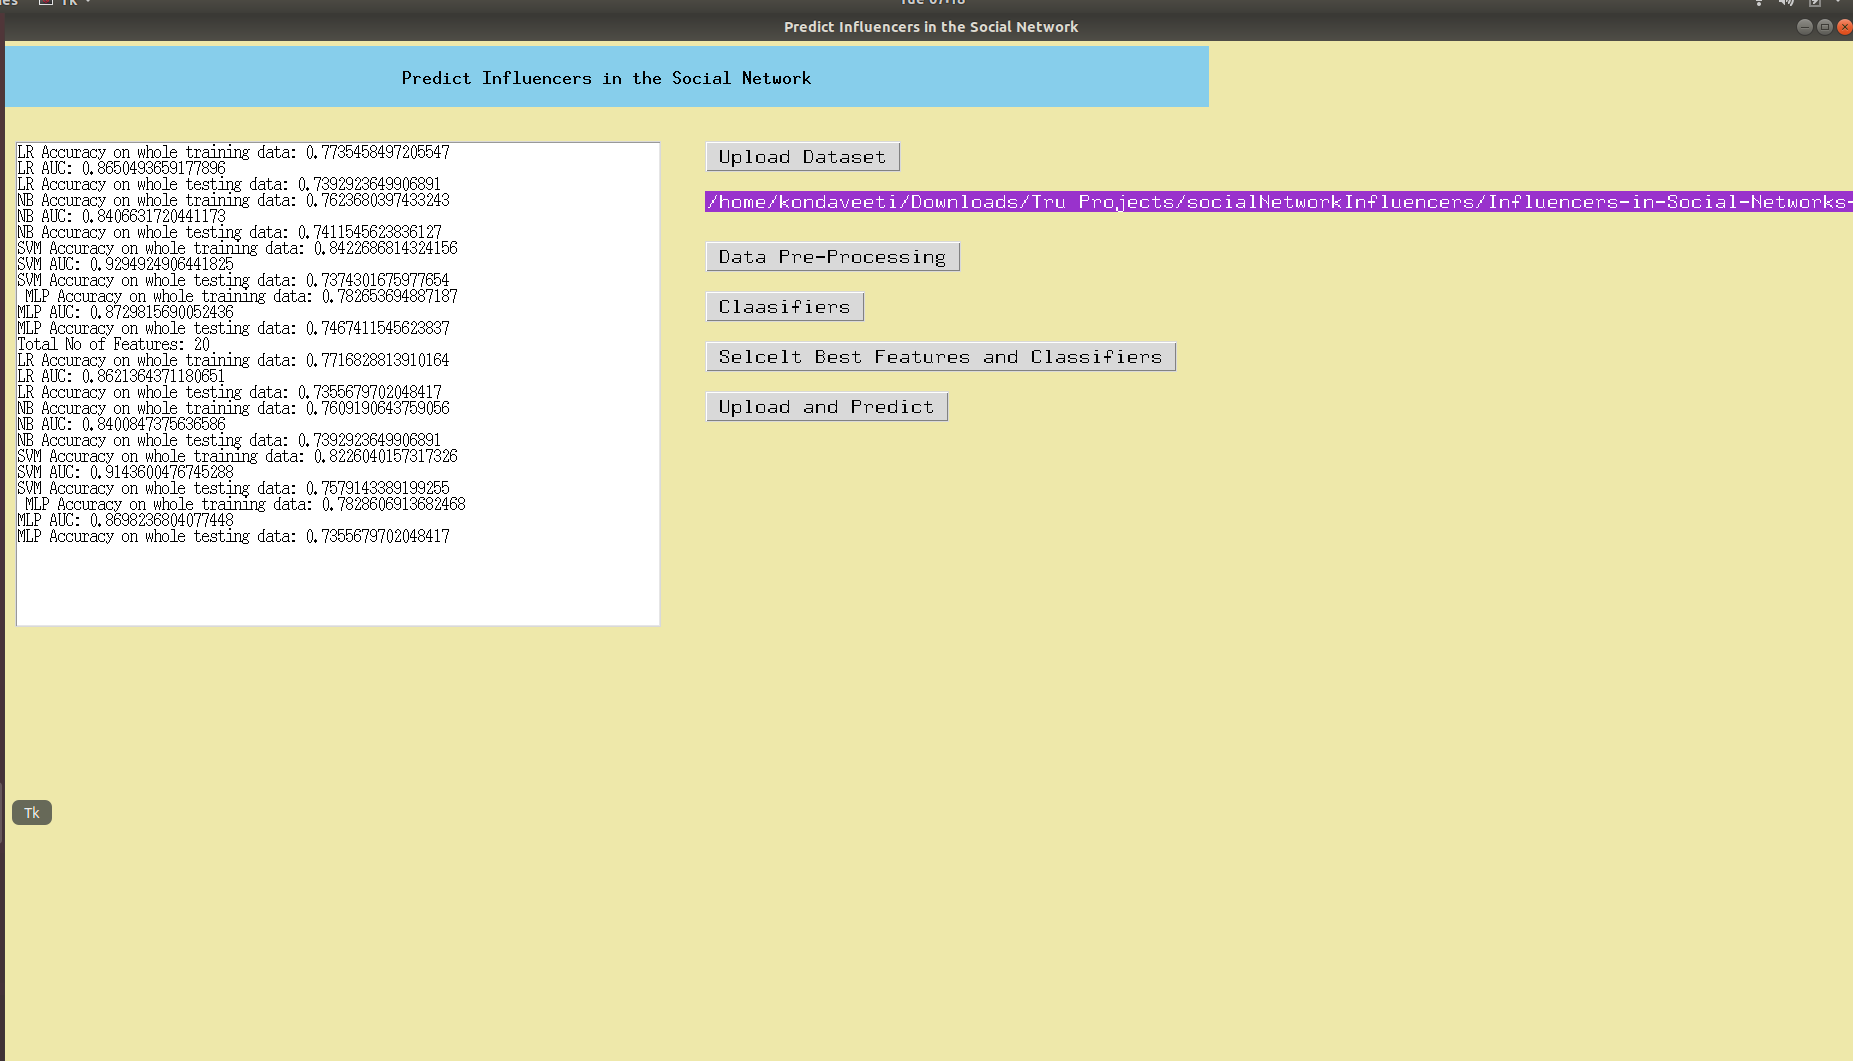 Tk
Predict Influencers in the Social Network
Predict Influencers in the Social Network
LR Accuracy on whole training data: 0.7735458497205547
LR AUC: 0.8650493659177896
LR Accuracy on whole testing data: 0.7392923649906891
NB Accuracy on whole training data: 0.7623680397433243
NB AUC: 0.8406631720441173
NB Accuracy on whole testing data: 0.7411545623836127
SVM Accuracy on whole training data: 0.8422686814324156
SVM AUC: 0.9294924906441825
SVM Accuracy on whole testing data: 0.7374301675977654
MLP Accuracy on whole training data: 0.782653694887187
MLP AUC: 0.8729815690052436
MLP Accuracy on whole testing data: 0.7467411545623837
Total No of Features: 20
LR Accuracy on whole training data: 0.7716828813910164
LR AUC: 0.8621364371180651
LR Accuracy on whole testing data: 0.7355679702048417
NB Accuracy on whole training data: 0.7609190643759056
NB AUC: 0.8400847375636586
NB Accuracy on whole testing data: 0.7392923649906891
SVM Accuracy on whole training data: 0.8226040157317326
SVM AUC: 0.9143600476745288
SVM Accuracy on whole testing data: 0.7579143389199255
MLP Accuracy on whole training data: 0.7828606913682468
MLP AUC: 0.8698236804077448
MLP Accuracy on whole testing data: 0.7355679702048417
Upload Dataset
/home/kondaveeti/Downloads/Tru Projects/socialNetworkInfluencers/Influencers-in-Social-Networks-
Data Pre-Processing
Claasifiers
Selcelt Best Features and Classifiers
Upload and Predict
Tk